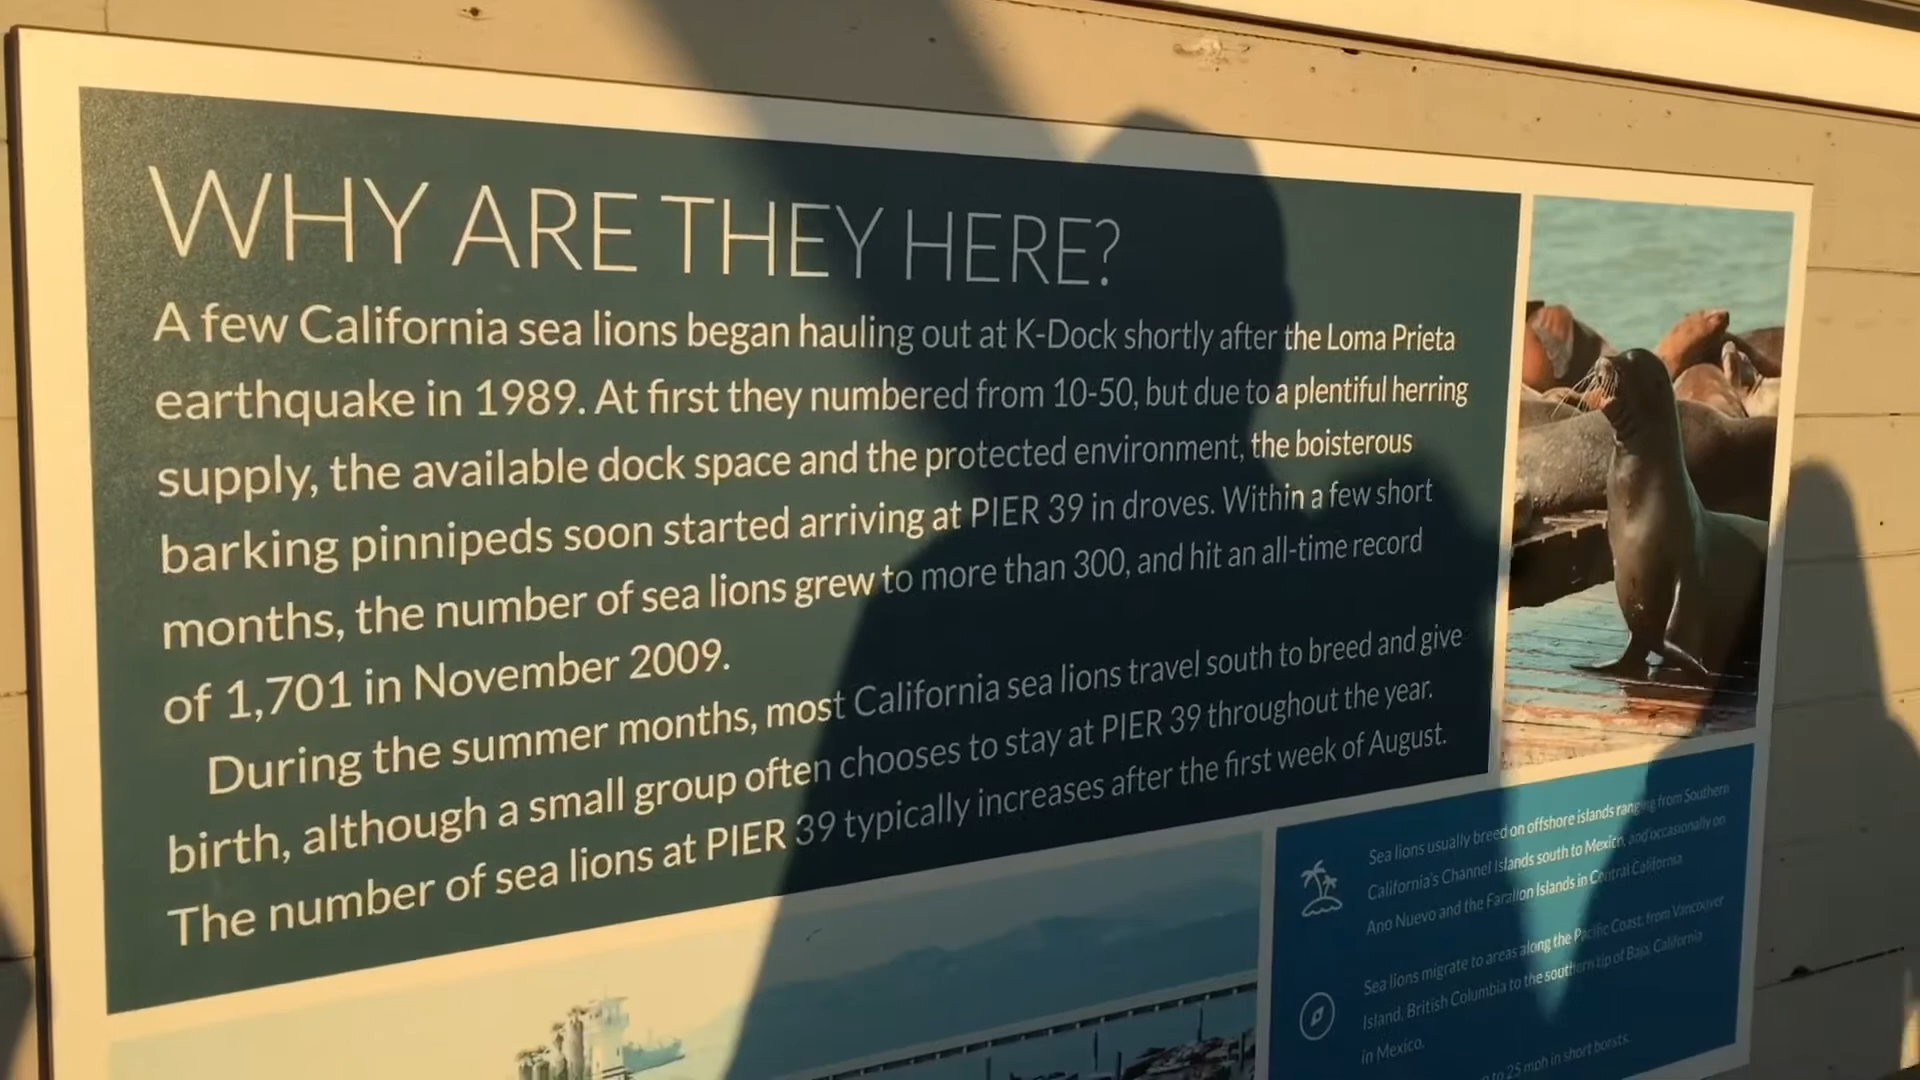 WHY ARE THEY HERE?
A few California sea lions began hauling out at K-Dock shortly after the Loma Prieta
earthquake in 1989. At first they numbered from 10-50, but due to a plentiful herring
supply, the available dock space and the protected environment, the boisterous
barking pinnipeds soon started arriving at PIER 39 in droves. Within a few short
months, the number of sea lions grew to more than 300, and hit an all-time record
of 1,701 in November 2009.
During the summer months, most California sea lions travel south to breed and give
birth, although a small group often chooses to stay at PIER 39 throughout the year.
The number of sea lions at PIER 39 typically increases after the first week of August.
Sea lions usually breed on offshore islands ranging from Southern
California's Channel Islands south to Mexico, and occasionally on
Ano Nuevo and the Farallon Islands in Central California
Sea lions migrate to areas along the Pacific Coast, from Vancouver
Island, British Columbia to the southern tip of Baja California
in Mexico.
to 25 mph in short bursts.